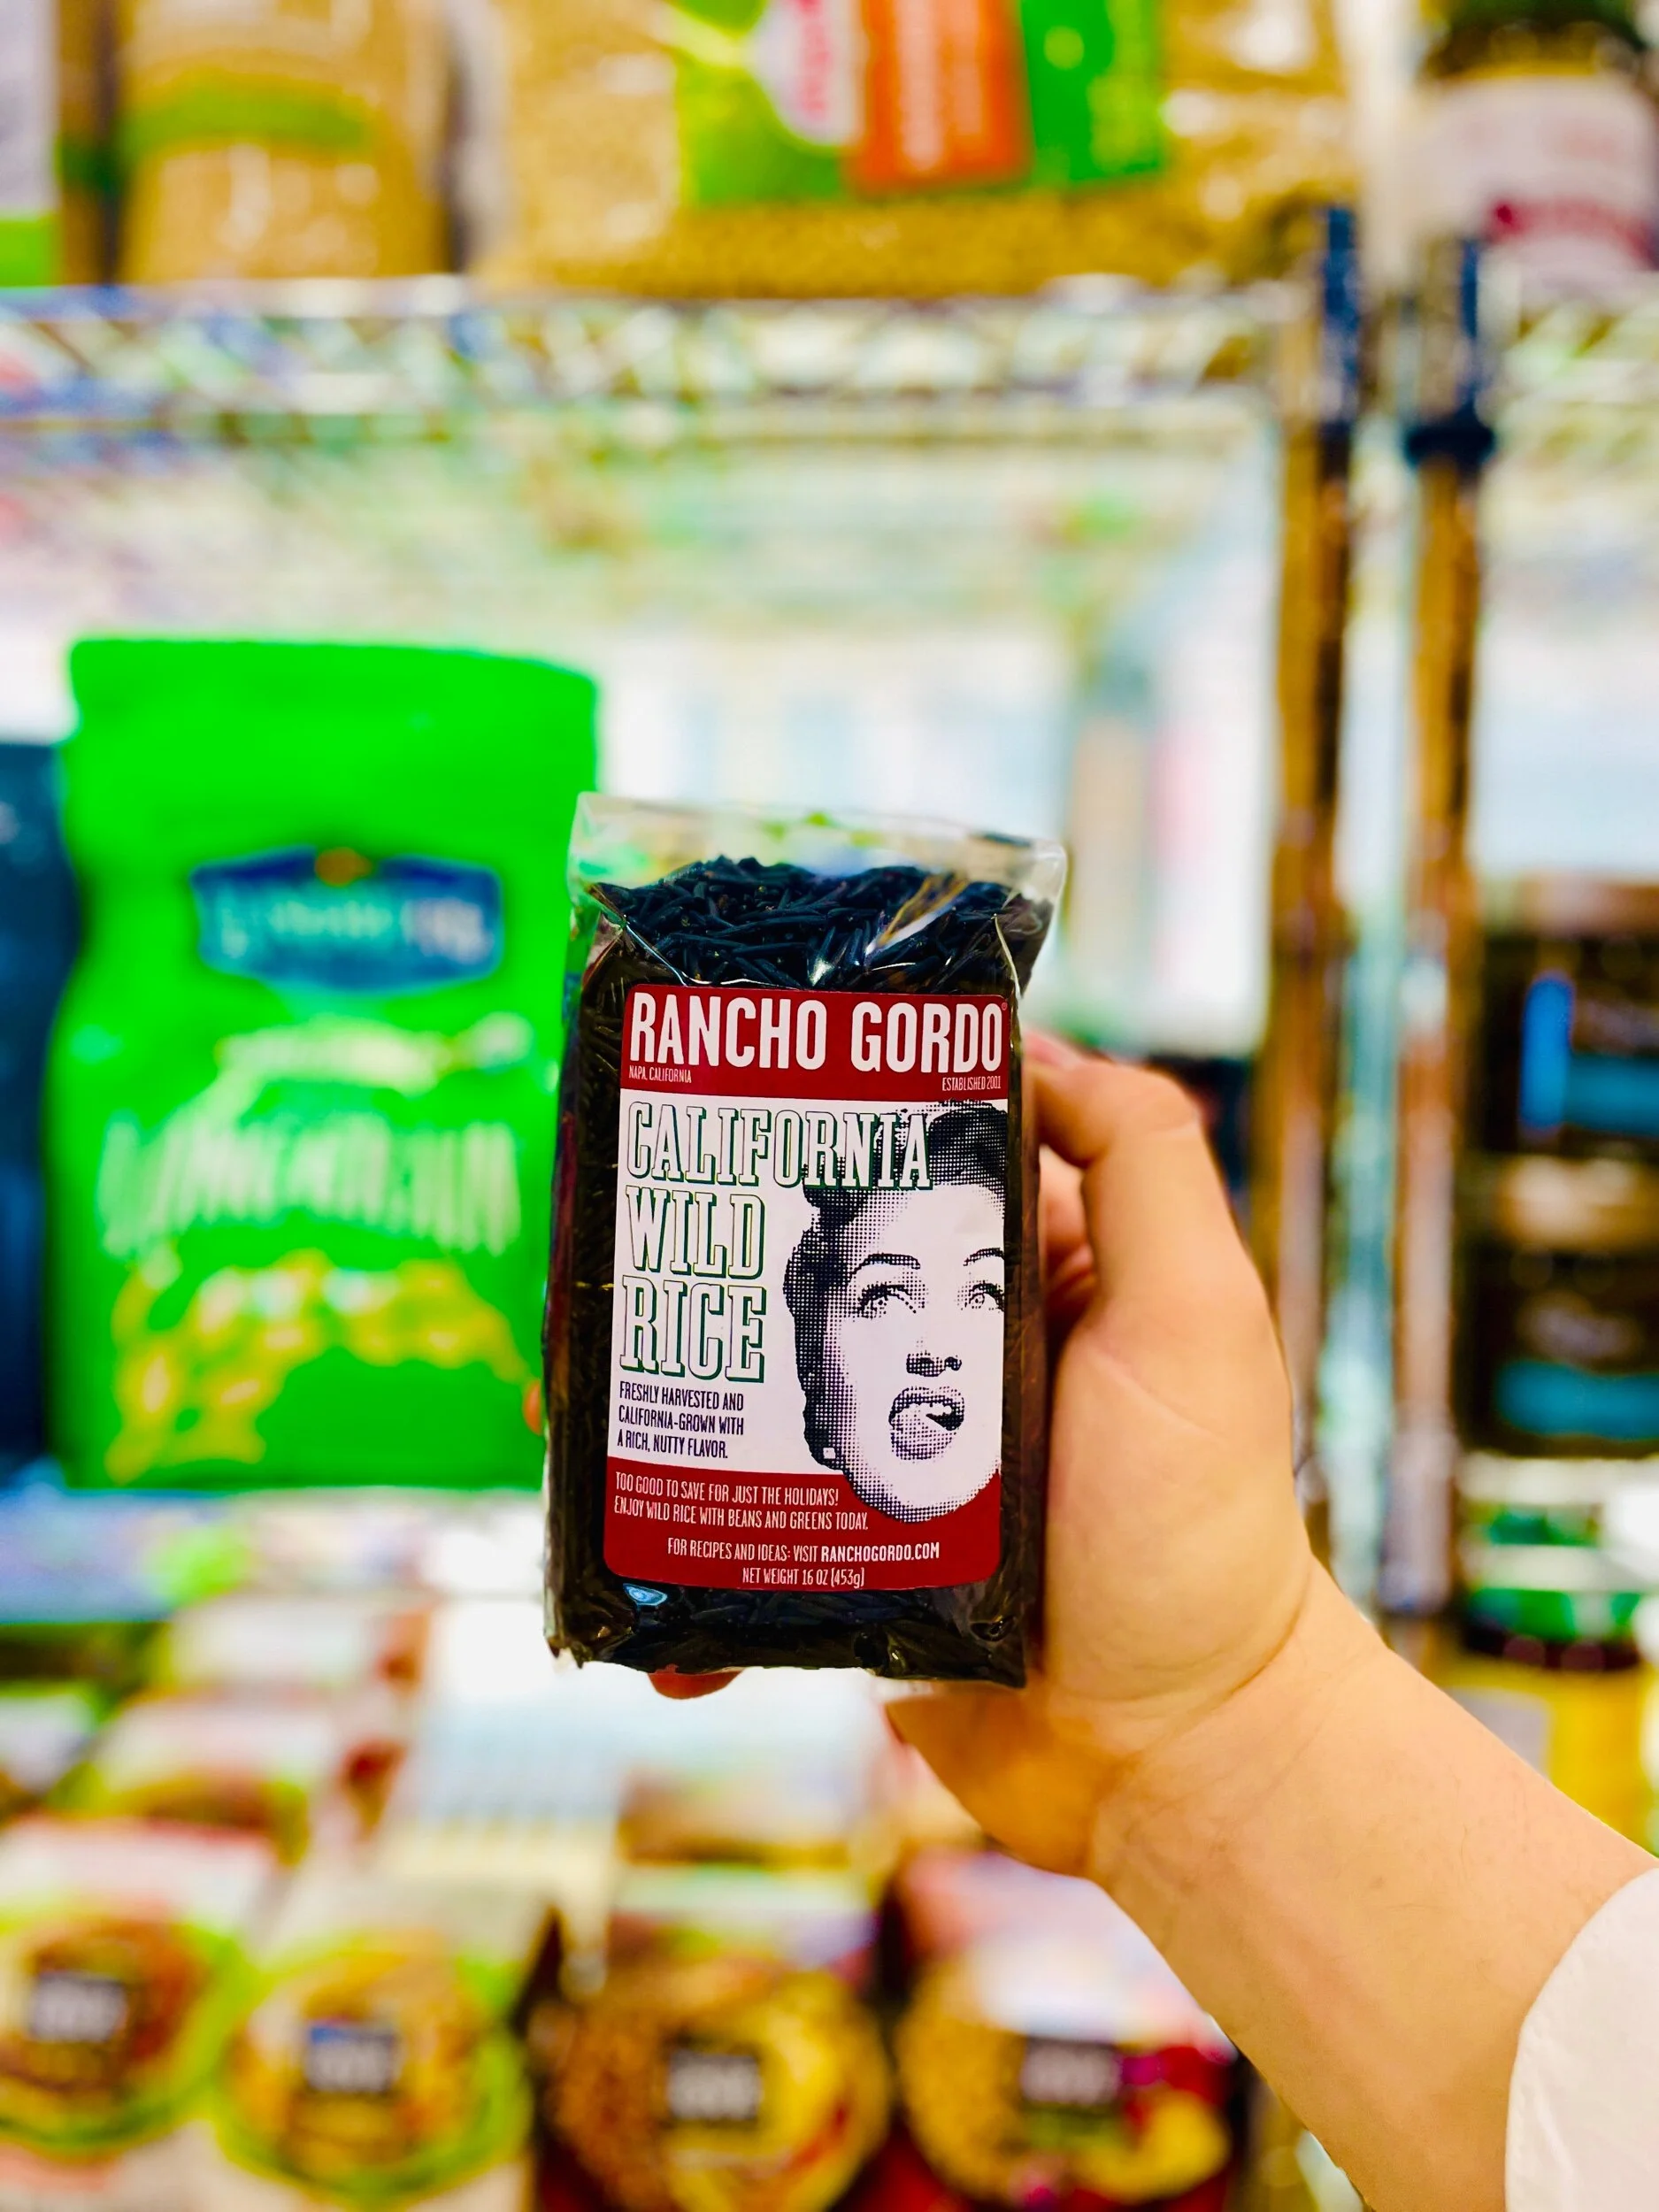 RANCHO GORDO®
NAPA, CALIFORNIA
ESTABLISHED 2001
CALIFORNIA
WILD
RICE
FRESHLY HARVESTED AND
CALIFORNIA-GROWN WITH
A RICH, NUTTY FLAVOR.
TOO GOOD TO SAVE FOR JUST THE HOLIDAYS!
ENJOY WILD RICE WITH BEANS AND GREENS TODAY.
FOR RECIPES AND IDEAS: VISIT RANCHOGORDO.COM
NET WEIGHT 16 OZ (453g)